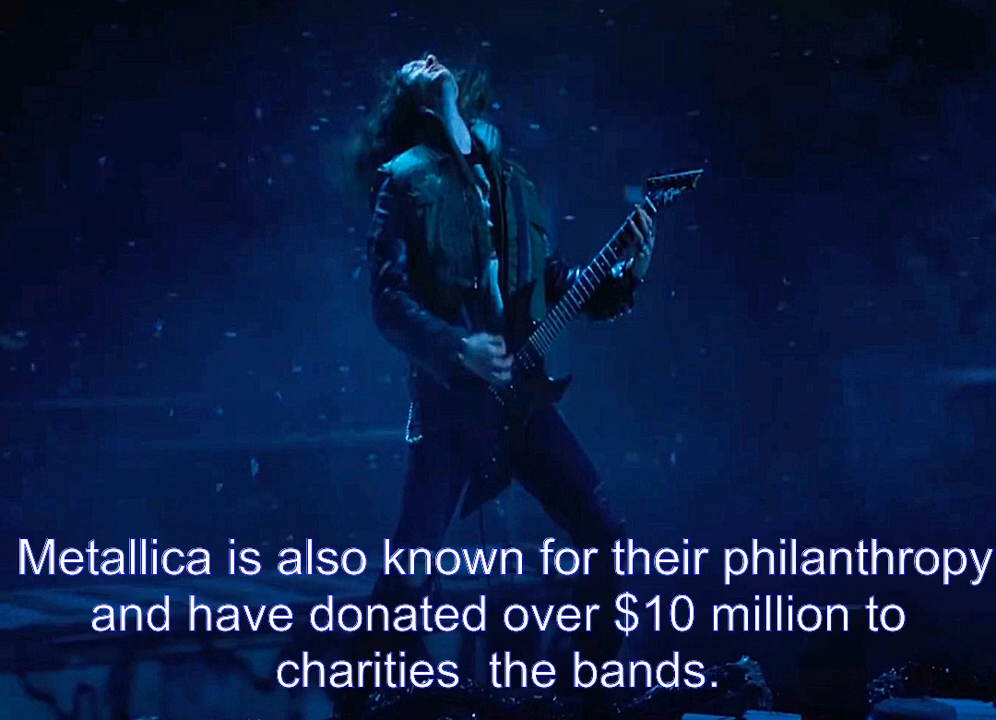 Metallica is also known for their philanthropy
and have donated over $10 million to
charities  the bands.